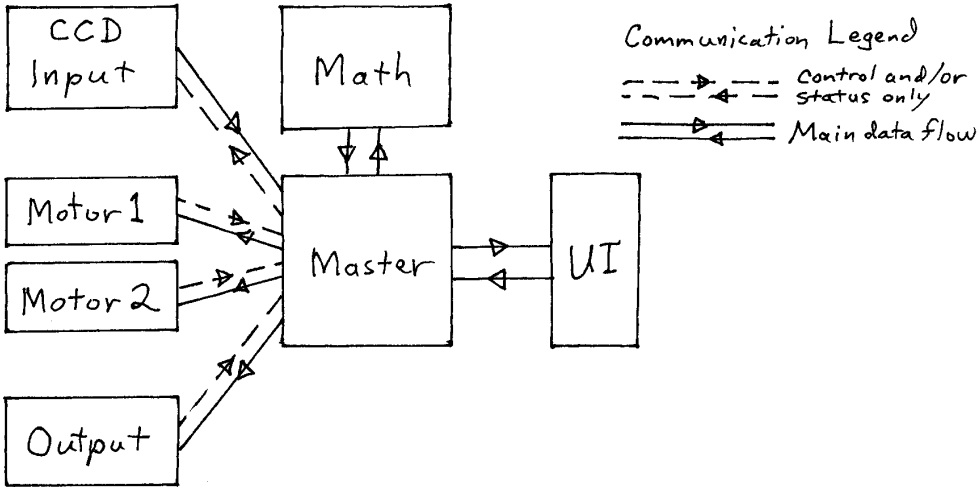 CCD
Input
Math
Communication Legend
Control and/or
status only
Main data flow
Motor 1
Master
UI
Motor 2
Output